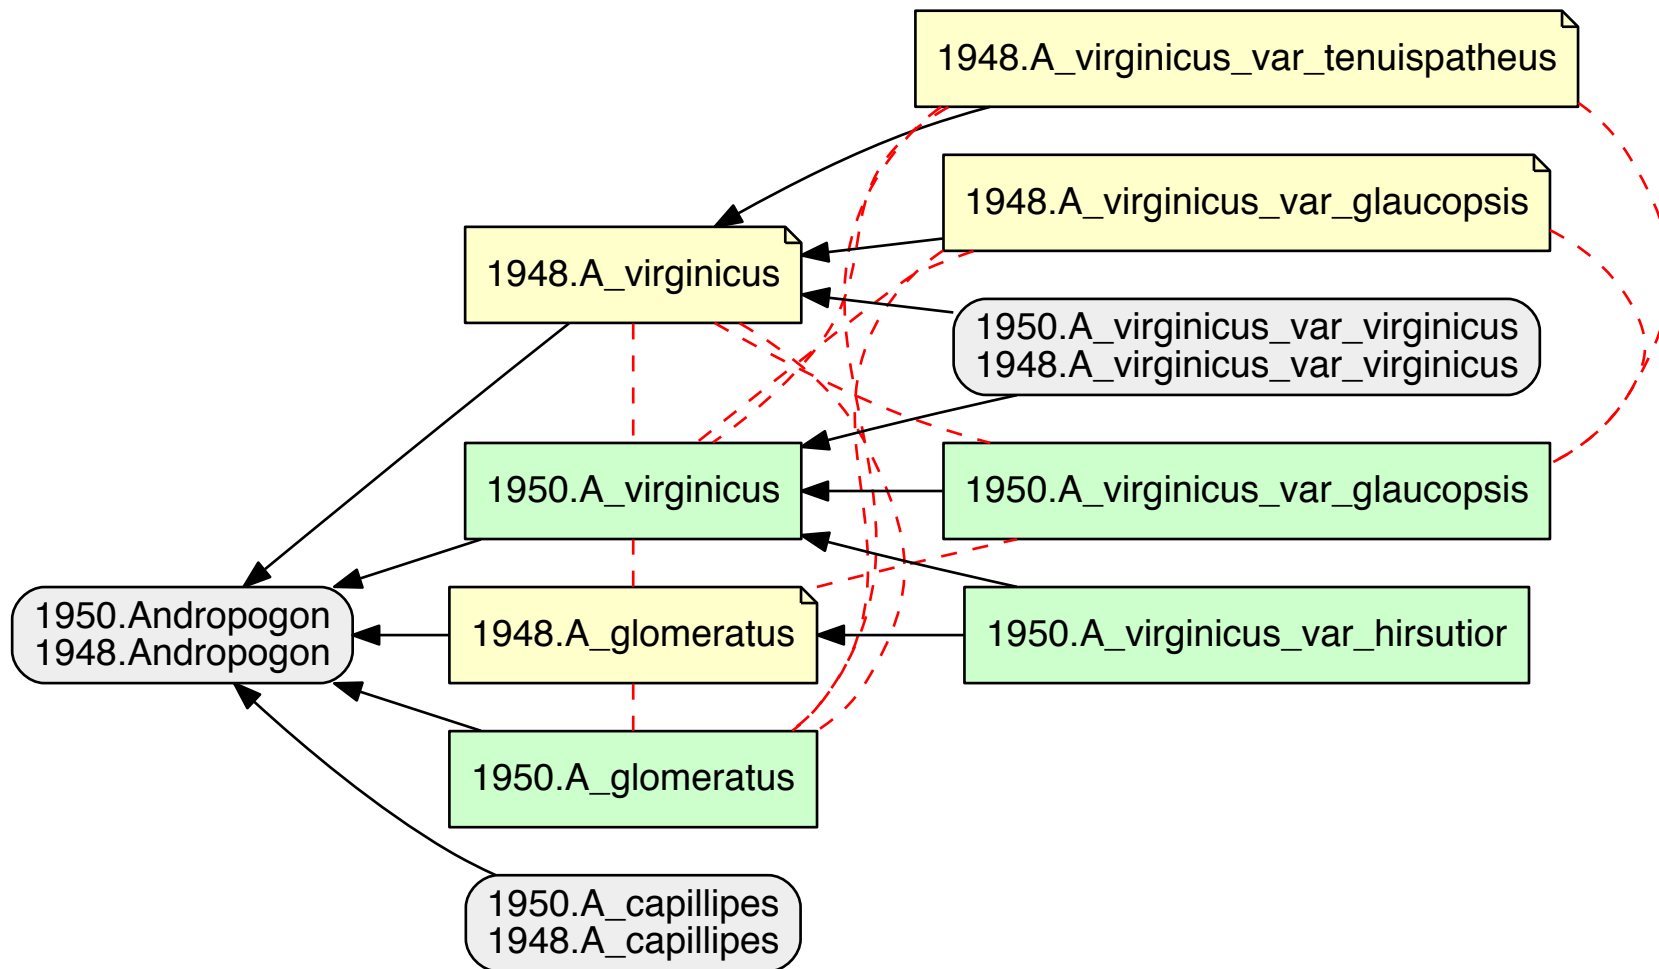 1948.A_virginicus_var_tenuispatheus
1948.A_virginicus_var_glaucopsis
1948.A_virginicus
1950.A_virginicus_var_virginicus
1948.A_virginicus_var_virginicus
1950.A_virginicus
1950.A_virginicus_var_glaucopsis
1950.Andropogon
1948.Andropogon
1948.A_glomeratus
1950.A_virginicus_var_hirsutior
1950.A_glomeratus
1950.A_capillipes
1948.A_capillipes